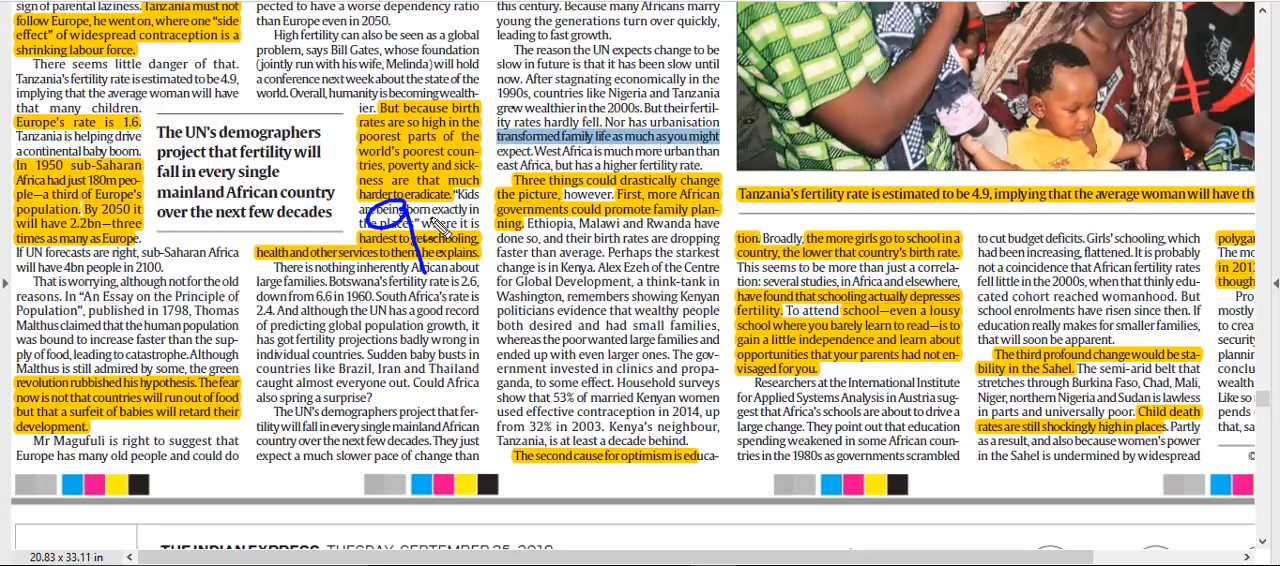 sign of parental laziness. Tanzania must not
follow Europe, he went on, where one “side
effect” of widespread contraception is a
shrinking labour force.
There seems little danger of that.
Tanzania's fertility rate is estimated to be 4.9,
implying that the average woman will have
that many children.
Europe's rate is 1.6.
Tanzania is helping drive
a continental baby boom.
In 1950 sub-Saharan
Africa had just 180m peo-
ple—a third of Europe's
population. By 2050 it
will have 2.2bn—three
times as many as Europe.
If UN forecasts are right, sub-Saharan Africa
will have 4bn people in 2100.
That is worrying, although not for the old
reasons. In “An Essay on the Principle of
Population”, published in 1798, Thomas
Malthus claimed that the human population
was bound to increase faster than the sup-
ply of food, leading to catastrophe. Although
Malthus is still admired by some, the green
revolution rubbished his hypothesis. The fear
now is not that countries will run out of food
but that a surfeit of babies will retard their
development.
Mr Magufuli is right to suggest that
Europe has many old people and could do
The UN's demographers
project that fertility will
fall in every single
mainland African country
over the next few decades
pected to have a worse dependency ratio
than Europe even in 2050.
High fertility can also be seen as a global
problem, says Bill Gates, whose foundation
(jointly run with his wife, Melinda) will hold
a conference next week about the state of the
world. Overall, humanity is becoming wealth-
ier. But because birth
rates are so high in the
poorest parts of the
world's poorest coun-
tries, poverty and sick-
ness are that much
harder to eradicate. “Kids
are being born exactly in
the places” where it is
hardest to get schooling,
health and other services to them, he explains.
There is nothing inherently African about
large families. Botswana's fertility rate is 2.6,
down from 6.6 in 1960. South Africa's rate is
2.4. And although the UN has a good record
of predicting global population growth, it
has got fertility projections badly wrong in
individual countries. Sudden baby busts in
countries like Brazil, Iran and Thailand
caught almost everyone out. Could Africa
also spring a surprise?
The UN's demographers project that fer-
tility will fall in every single mainland African
country over the next few decades. They just
expect a much slower pace of change than
this century. Because many Africans marry
young the generations turn over quickly,
leading to fast growth.
The reason the UN expects change to be
slow in future is that it has been slow until
now. After stagnating economically in the
1990s, countries like Nigeria and Tanzania
grew wealthier in the 2000s. But their fertil-
ity rates hardly fell. Nor has urbanisation
transformed family life as much as you might
expect. West Africa is much more urban than
east Africa, but has a higher fertility rate.
Three things could drastically change
the picture, however. First, more African
governments could promote family plan-
ning. Ethiopia, Malawi and Rwanda have
done so, and their birth rates are dropping
faster than average. Perhaps the starkest
change is in Kenya. Alex Ezeh of the Centre
for Global Development, a think-tank in
Washington, remembers showing Kenyan
politicians evidence that wealthy people
both desired and had small families,
whereas the poor wanted large families and
ended up with even larger ones. The gov-
ernment invested in clinics and propa-
ganda, to some effect. Household surveys
show that 53% of married Kenyan women
used effective contraception in 2014, up
from 32% in 2003. Kenya's neighbour,
Tanzania, is at least a decade behind.
The second cause for optimism is educa-
Tanzania's fertility rate is estimated to be 4.9, implying that the average woman will have th
tion. Broadly, the more girls go to school in a
country, the lower that country's birth rate.
This seems to be more than just a correla-
tion: several studies, in Africa and elsewhere,
have found that schooling actually depresses
fertility. To attend school—even a lousy
school where you barely learn to read—is to
gain a little independence and learn about
opportunities that your parents had not en-
visaged for you.
Researchers at the International Institute
for Applied Systems Analysis in Austria sug-
gest that Africa's schools are about to drive a
large change. They point out that education
spending weakened in some African coun-
tries in the 1980s as governments scrambled
to cut budget deficits. Girls' schooling, which
had been increasing, flattened. It is probably
not a coincidence that African fertility rates
fell little in the 2000s, when that thinly edu-
cated cohort reached womanhood. But
school enrolments have risen since then. If
education really makes for smaller families,
that will soon be apparent.
The third profound change would be sta-
bility in the Sahel. The semi-arid belt that
stretches through Burkina Faso, Chad, Mali,
Niger, northern Nigeria and Sudan is lawless
in parts and universally poor. Child death
rates are still shockingly high in places. Partly
as a result, and also because women's power
in the Sahel is undermined by widespread
polygan
The mo
in 2013
though
Pro
mostly
to crea
security
plannin
conclu
wealth
Like so
pends
that, sa
THE INDIAN EXPRESS, TUESDAY, SEPTEMBER 25, 2018
20.83 x 33.11 in